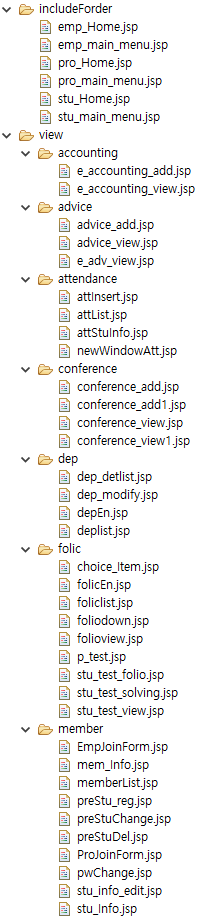 includeForder
emp_Home.jsp
emp_main_menu.jsp
pro_Home.jsp
pro_main_menu.jsp
stu_Home.jsp
stu_main_menu.jsp
view
accounting
e_accounting_add.jsp
e_accounting_view.jsp
advice
advice_add.jsp
advice_view.jsp
e_adv_view.jsp
attendance
attInsert.jsp
attList.jsp
attStuInfo.jsp
newWindowAtt.jsp
conference
conference_add.jsp
conference_add1.jsp
conference_view.jsp
conference_view1.jsp
dep
dep_detlist.jsp
dep_modify.jsp
depEn.jsp
deplist.jsp
folic
choice_Item.jsp
folicEn.jsp
foliclist.jsp
foliodown.jsp
folioview.jsp
p_test.jsp
stu_test_folio.jsp
stu_test_solving.jsp
stu_test_view.jsp
member
EmpJoinForm.jsp
mem_Info.jsp
memberList.jsp
preStu_reg.jsp
preStuChange.jsp
preStuDel.jsp
ProJoinForm.jsp
pwChange.jsp
stu_info_edit.jsp
stu_Info.jsp